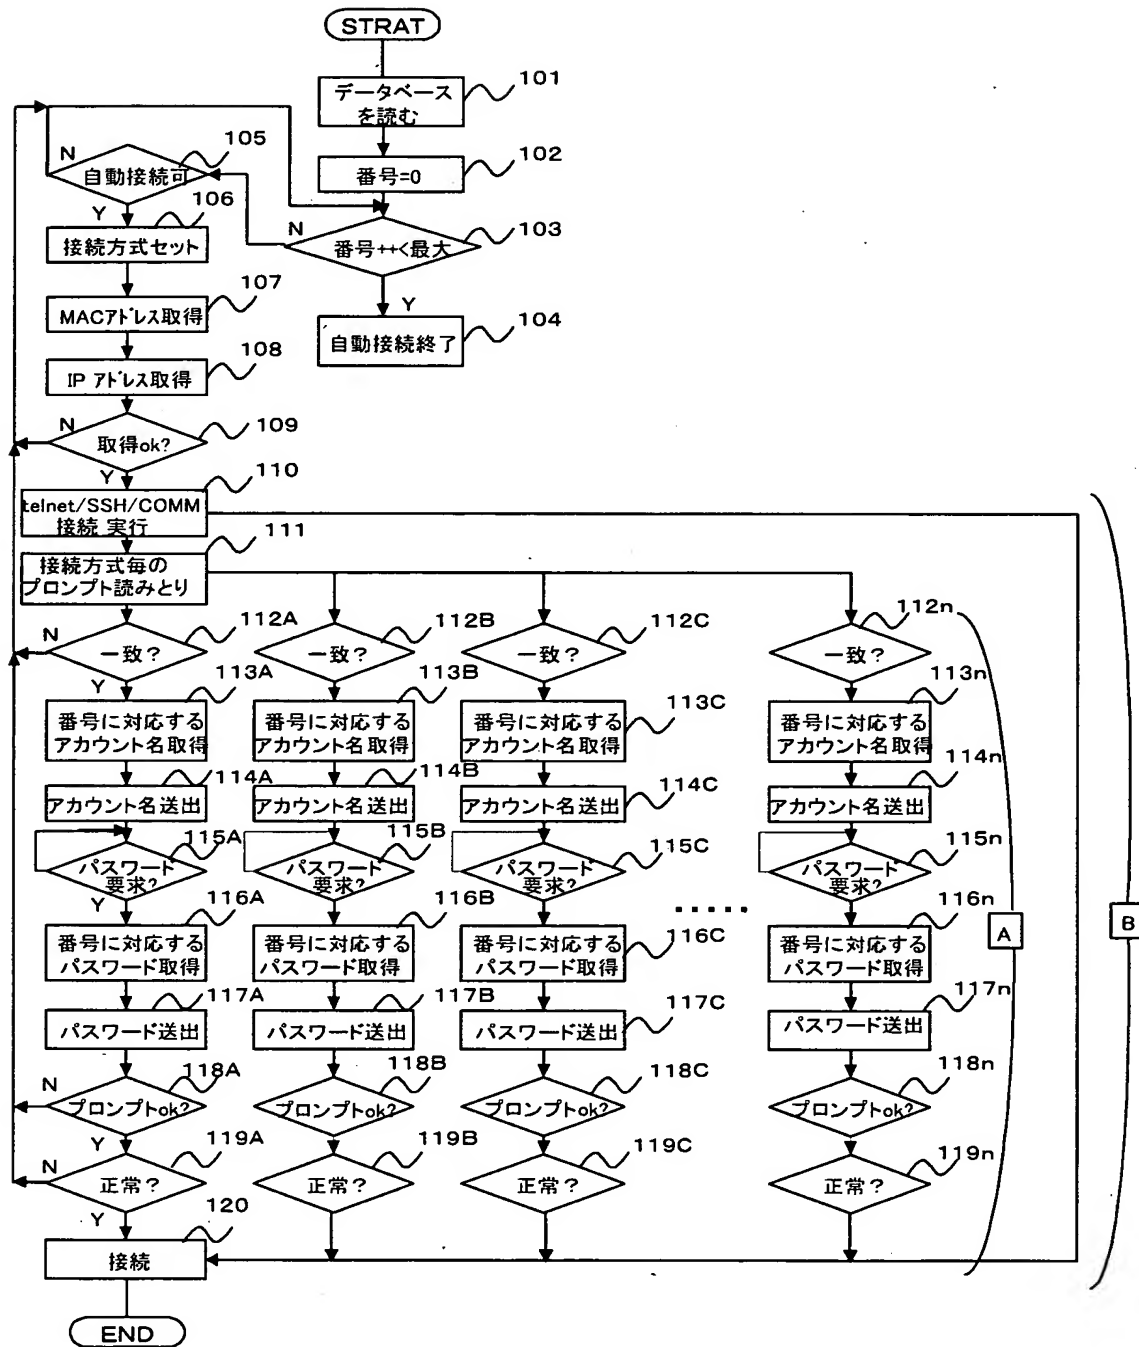 STRAT
データベース
を読む
101
番号=0
102
番号++<最大
103
N
Y
自動接続終了
104
自動接続可
105
N
Y
接続方式セット
106
MACアドレス取得
107
IP アドレス取得
108
取得ok?
109
N
Y
telnet/SSH/COMM
接続 実行
110
接続方式毎の
プロンプト読みとり
111
N
一致?
112A
一致?
112B
一致?
112C
一致?
112n
Y
番号に対応する
アカウント名取得
113A
番号に対応する
アカウント名取得
113B
番号に対応する
アカウント名取得
113C
番号に対応する
アカウント名取得
113n
アカウント名送出
114A
アカウント名送出
114B
アカウント名送出
114C
アカウント名送出
114n
パスワード
要求?
115A
パスワード
要求?
115B
パスワード
要求?
115C
パスワード
要求?
115n
Y
番号に対応する
パスワード取得
116A
番号に対応する
パスワード取得
116B
番号に対応する
パスワード取得
116C
番号に対応する
パスワード取得
116n
パスワード送出
117A
パスワード送出
117B
パスワード送出
117C
パスワード送出
117n
N
プロンプトok?
118A
プロンプトok?
118B
プロンプトok?
118C
プロンプトok?
118n
Y
N
正常?
119A
正常?
119B
正常?
119C
正常?
119n
Y
接続
120
END
A
B